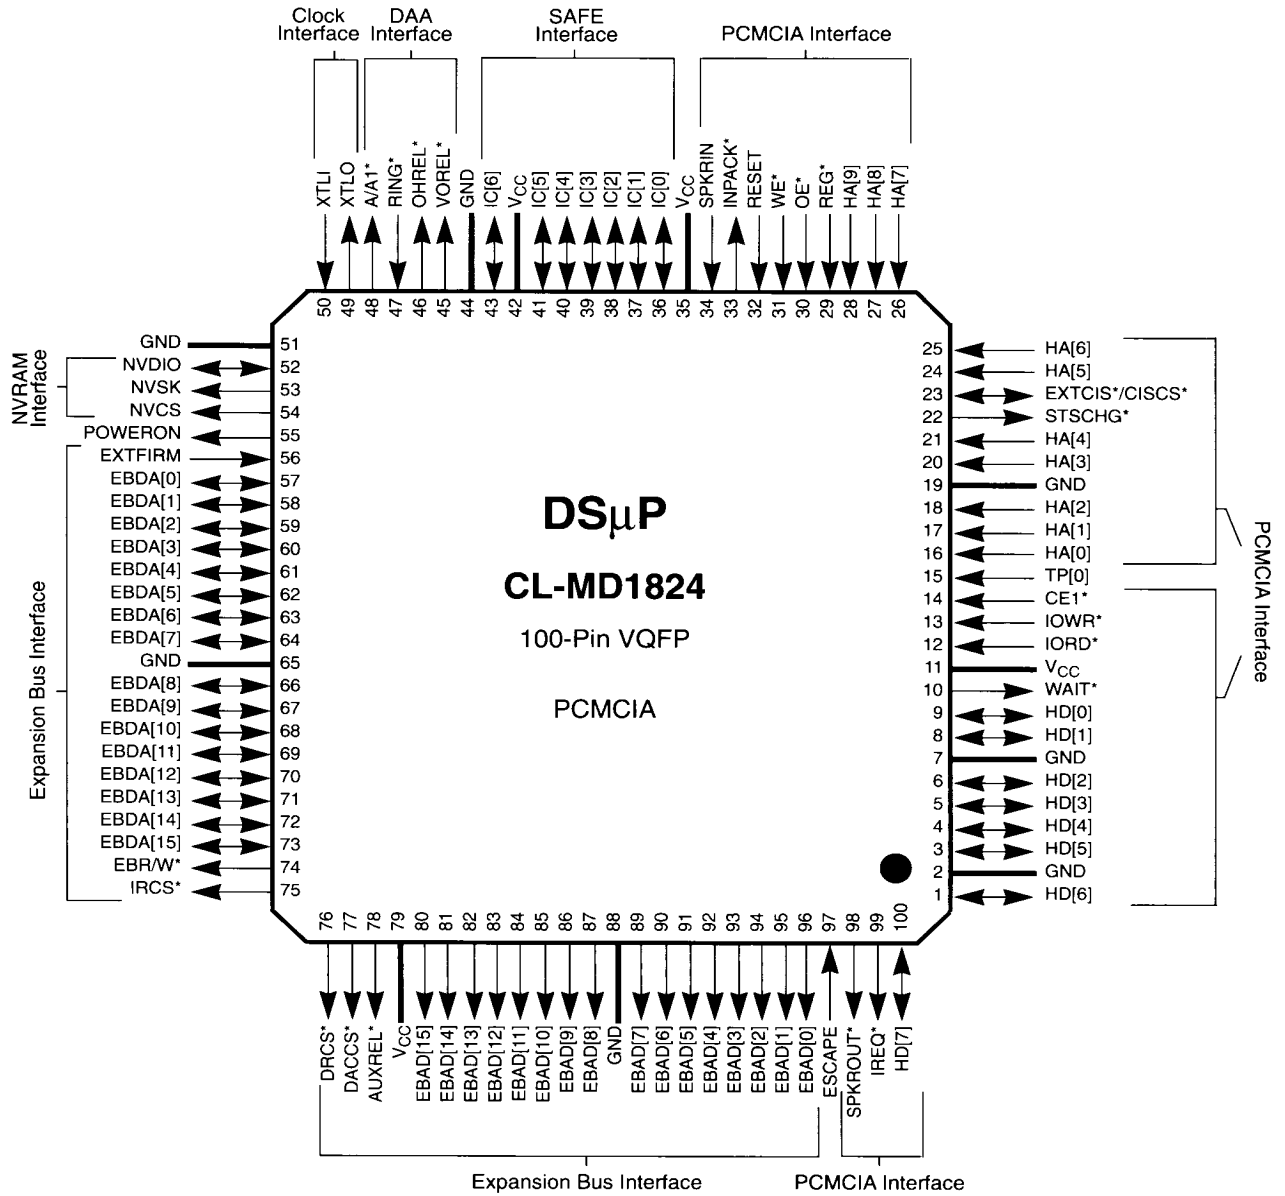 Clock Interface
DAA Interface
SAFE Interface
PCMCIA Interface
XTLI
XTLO
A/A1*
RING*
OHREL*
VOREL*
GND
IC[6]
VCC
IC[5]
IC[4]
IC[3]
IC[2]
IC[1]
IC[0]
VCC
SPKRIN
INPACK*
RESET
WE*
OE*
REG*
HA[9]
HA[8]
HA[7]
50 49 48 47 46 45 44 43 42 41 40 39 38 37 36 35 34 33 32 31 30 29 28 27 26
NVRAM Interface
Expansion Bus Interface
GND 51
NVDIO 52
NVSK 53
NVCS 54
POWERON 55
EXTFIRM 56
EBDA[0] 57
EBDA[1] 58
EBDA[2] 59
EBDA[3] 60
EBDA[4] 61
EBDA[5] 62
EBDA[6] 63
EBDA[7] 64
GND 65
EBDA[8] 66
EBDA[9] 67
EBDA[10] 68
EBDA[11] 69
EBDA[12] 70
EBDA[13] 71
EBDA[14] 72
EBDA[15] 73
EBR/W* 74
IRCS* 75
DSµP
CL-MD1824
100-Pin VQFP
PCMCIA
25 HA[6]
24 HA[5]
23 EXTCIS*/CISCS*
22 STSCHG*
21 HA[4]
20 HA[3]
19 GND
18 HA[2]
17 HA[1]
16 HA[0]
15 TP[0]
14 CE1*
13 IOWR*
12 IORD*
11 VCC
10 WAIT*
9 HD[0]
8 HD[1]
7 GND
6 HD[2]
5 HD[3]
4 HD[4]
3 HD[5]
2 GND
1 HD[6]
PCMCIA Interface
76 77 78 79 80 81 82 83 84 85 86 87 88 89 90 91 92 93 94 95 96 97 98 99 100
DRCS*
DACCS*
AUXREL*
VCC
EBAD[15]
EBAD[14]
EBAD[13]
EBAD[12]
EBAD[11]
EBAD[10]
EBAD[9]
EBAD[8]
GND
EBAD[7]
EBAD[6]
EBAD[5]
EBAD[4]
EBAD[3]
EBAD[2]
EBAD[1]
EBAD[0]
ESCAPE
SPKROUT*
IREQ*
HD[7]
Expansion Bus Interface
PCMCIA Interface